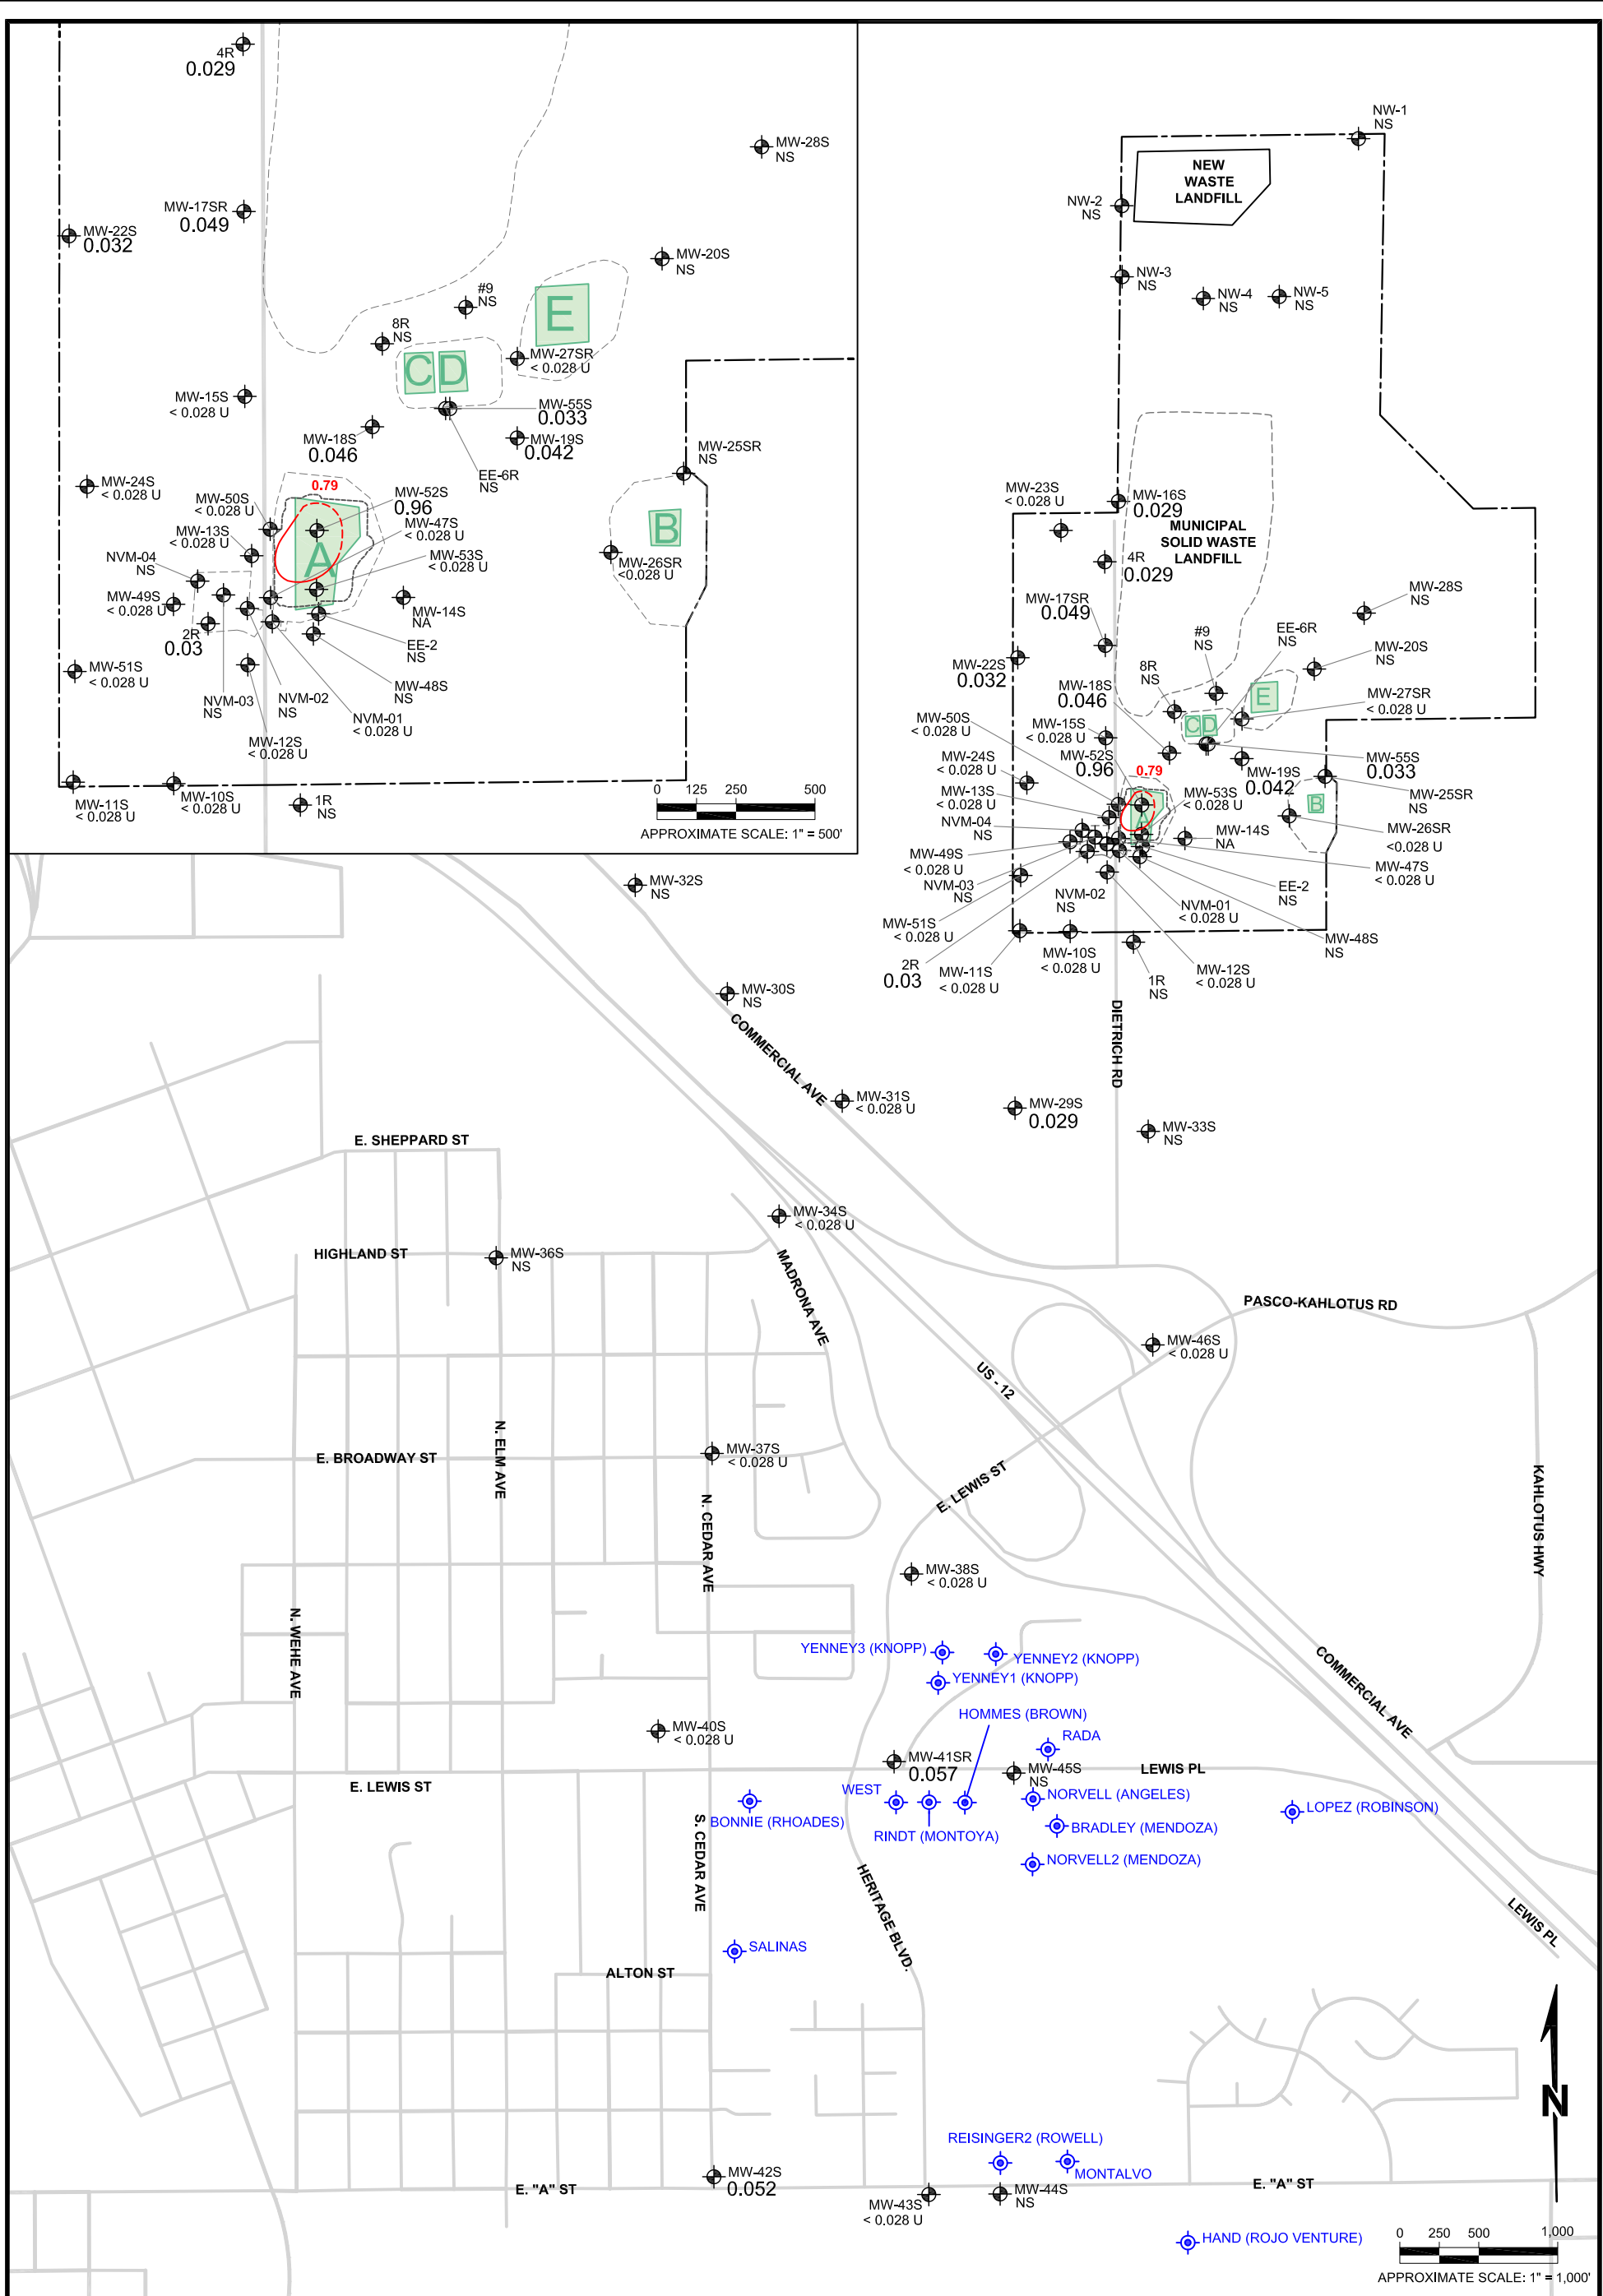 4R
0.029
MW-28S
NS
MW-17SR
0.049
MW-22S
0.032
MW-20S
NS
#9
NS
E
8R
NS
C D
MW-27SR
< 0.028 U
MW-15S
< 0.028 U
MW-55S
0.033
MW-18S
0.046
MW-19S
0.042
MW-25SR
NS
EE-6R
NS
MW-24S
< 0.028 U
0.79
MW-50S
< 0.028 U
MW-52S
0.96
MW-47S
< 0.028 U
MW-13S
< 0.028 U
B
A
MW-53S
< 0.028 U
NVM-04
NS
MW-26SR
<0.028 U
MW-49S
< 0.028 U
MW-14S
NA
2R
0.03
EE-2
NS
MW-51S
< 0.028 U
MW-48S
NS
NVM-03
NS
NVM-02
NS
NVM-01
< 0.028 U
MW-12S
< 0.028 U
MW-11S
< 0.028 U
MW-10S
< 0.028 U
1R
NS
0 125 250 500
APPROXIMATE SCALE: 1" = 500'
NW-1
NS
NEW
WASTE
LANDFILL
NW-2
NS
NW-3
NS
NW-4
NS
NW-5
NS
MW-23S
< 0.028 U
MW-16S
0.029
MUNICIPAL
SOLID WASTE
LANDFILL
4R
0.029
MW-17SR
0.049
MW-28S
NS
#9
NS
EE-6R
NS
MW-22S
0.032
8R
NS
MW-20S
NS
MW-18S
0.046
E
MW-27SR
< 0.028 U
MW-50S
< 0.028 U
MW-15S
< 0.028 U
C D
MW-24S
< 0.028 U
MW-52S
0.96
0.79
MW-55S
0.033
MW-19S
0.042
MW-13S
< 0.028 U
MW-53S
< 0.028 U
MW-25SR
NS
B
A
NVM-04
NS
MW-14S
NA
MW-26SR
<0.028 U
MW-49S
< 0.028 U
MW-47S
< 0.028 U
NVM-03
NS
NVM-02
NS
EE-2
NS
NVM-01
< 0.028 U
MW-51S
< 0.028 U
MW-48S
NS
2R
0.03
MW-11S
< 0.028 U
MW-10S
< 0.028 U
MW-12S
< 0.028 U
1R
NS
MW-32S
NS
MW-30S
NS
COMMERCIAL AVE
DIETRICH RD
MW-31S
< 0.028 U
MW-29S
0.029
MW-33S
NS
E. SHEPPARD ST
MW-34S
< 0.028 U
HIGHLAND ST
MW-36S
NS
MADRONA AVE
PASCO-KAHLOTUS RD
MW-46S
< 0.028 U
US - 12
E. BROADWAY ST
N. ELM AVE
MW-37S
< 0.028 U
N. CEDAR AVE
E. LEWIS ST
KAHLOTUS HWY
MW-38S
< 0.028 U
N. WEHE AVE
YENNEY3 (KNOPP)
YENNEY2 (KNOPP)
YENNEY1 (KNOPP)
COMMERCIAL AVE
HOMMES (BROWN)
MW-40S
< 0.028 U
RADA
MW-41SR
0.057
MW-45S
NS
LEWIS PL
E. LEWIS ST
WEST
NORVELL (ANGELES)
LOPEZ (ROBINSON)
BONNIE (RHOADES)
BRADLEY (MENDOZA)
RINDT (MONTOYA)
S. CEDAR AVE
NORVELL2 (MENDOZA)
HERITAGE BLVD.
LEWIS PL
SALINAS
ALTON ST
N
REISINGER2 (ROWELL)
MONTALVO
MW-42S
0.052
E. "A" ST
E. "A" ST
MW-43S
< 0.028 U
MW-44S
NS
HAND (ROJO VENTURE)
0 250 500 1,000
APPROXIMATE SCALE: 1" = 1,000'